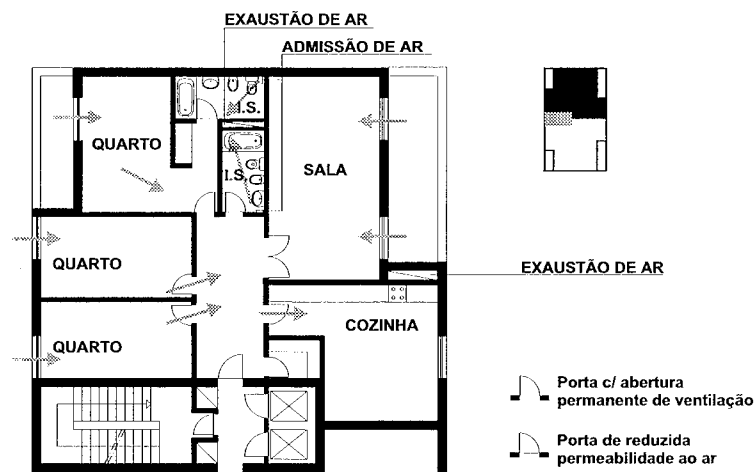 EXAUSTÃO DE AR
ADMISSÃO DE AR
I.S.
QUARTO
I.S.
SALA
QUARTO
EXAUSTÃO DE AR
COZINHA
QUARTO
Porta c/ abertura
permanente de ventilação
Porta de reduzida
permeabilidade ao ar